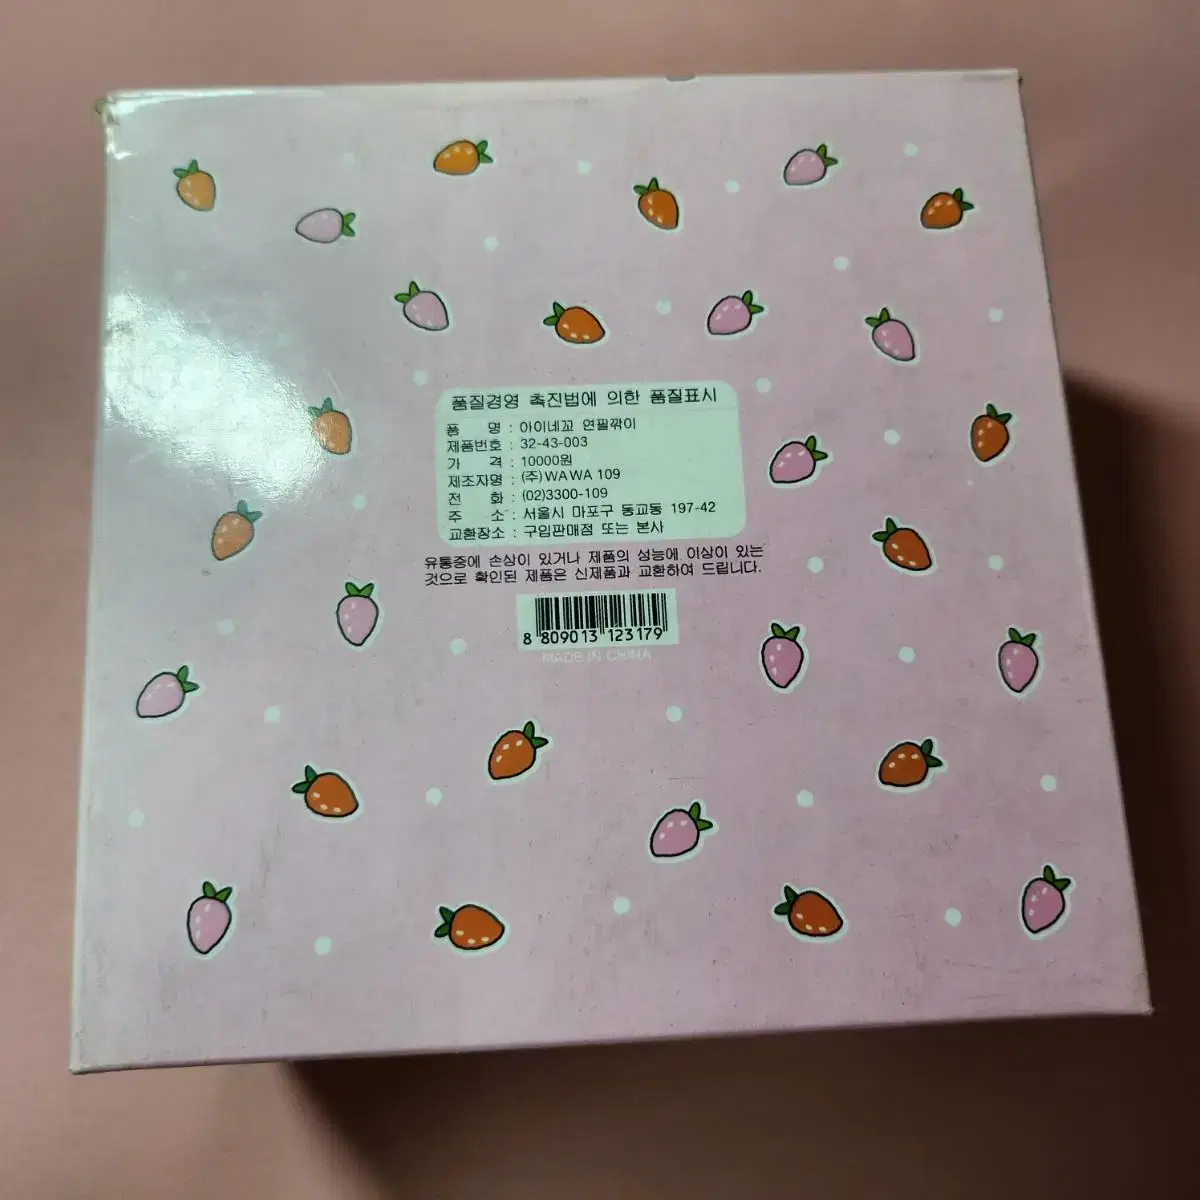 품질경영 촉진법에 의한 품질표시
품 명 : 아이네꼬 연필깎이
제품번호 : 32-43-003
가 격 : 10000원
제조자명 : (주)WAWA 109
전 화 : (02)3300-109
주 소 : 서울시 마포구 동교동 197-42
교환장소 : 구입판매점 또는 본사
유통중에 손상이 있거나 제품의 성능에 이상이 있는
것으로 확인된 제품은 신제품과 교환하여 드립니다.
8 809013 123179
MADE IN CHINA